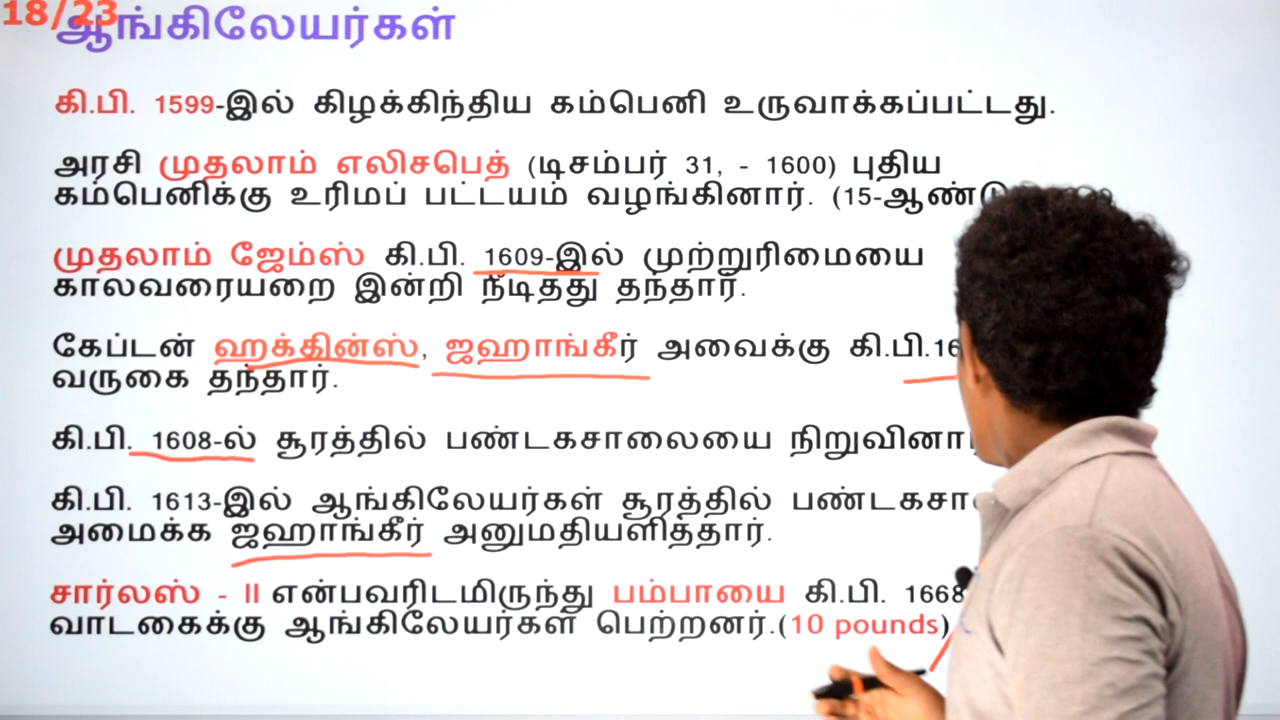 18/23
ஆங்கிலேயர்கள்
கி.பி. 1599-இல் கிழக்கிந்திய கம்பெனி உருவாக்கப்பட்டது.
அரசி முதலாம் எலிசபெத் (டிசம்பர் 31, - 1600) புதிய
கம்பெனிக்கு உரிமப் பட்டயம் வழங்கினார். (15-ஆண்டு
முதலாம் ஜேம்ஸ் கி.பி. 1609-இல் முற்றுரிமையை
காலவரையறை இன்றி நீடித்து தந்தார்.
கேப்டன் ஹக்கின்ஸ், ஜஹாங்கீர் அவைக்கு கி.பி.16
வருகை தந்தார்.
கி.பி. 1608-ல் சூரத்தில் பண்டகசாலையை
கி.பி. 1613-இல் ஆங்கிலேயர்கள் சூரத்தில்
அமைக்க ஜஹாங்கீர் அனுமதியளித்தார்.
சார்லஸ் - II என்பவரிடமிருந்து பம்பாயை கி.பி. 1668
வாடகைக்கு ஆங்கிலேயர்கள் பெற்றனர்.(10 pounds)